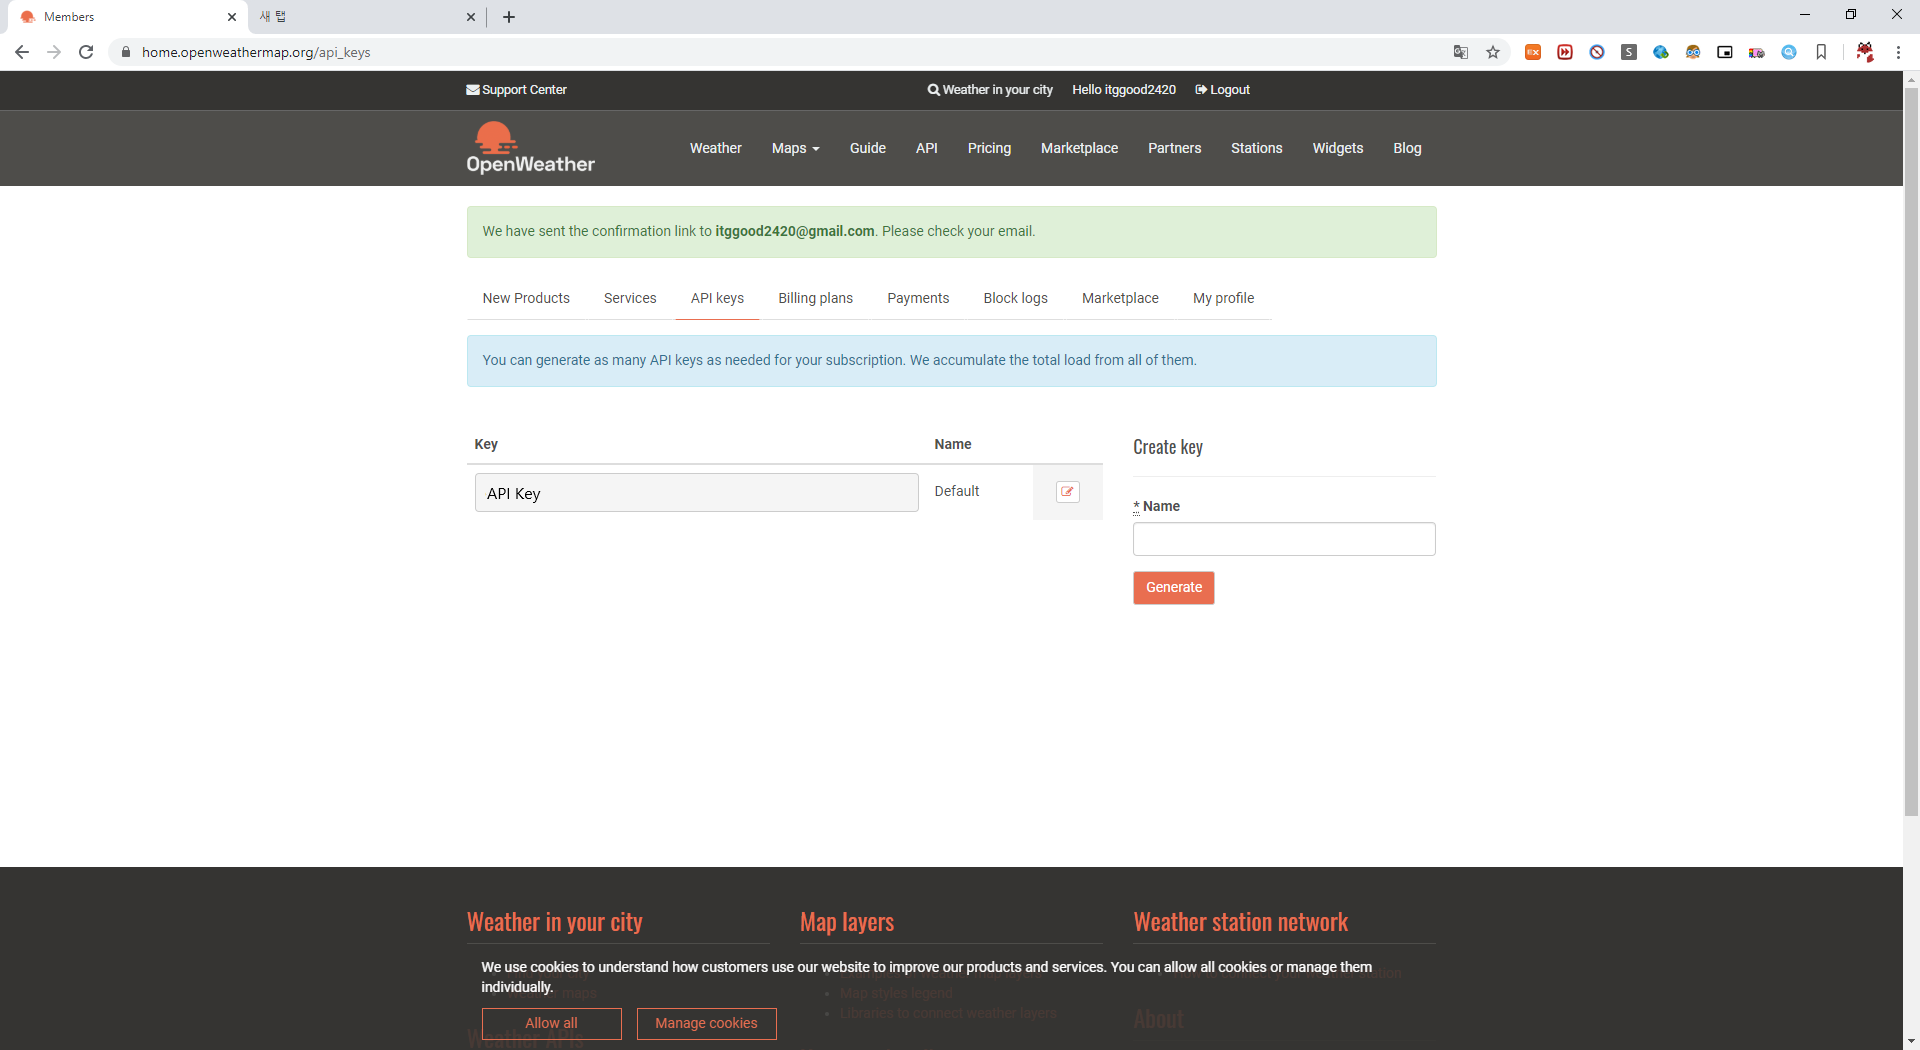 Members
새 탭
home.openweathermap.org/api_keys
Support Center
Weather in your city
Hello itggood2420
Logout
OpenWeather
Weather
Maps
Guide
API
Pricing
Marketplace
Partners
Stations
Widgets
Blog
We have sent the confirmation link to itggood2420@gmail.com. Please check your email.
New Products
Services
API keys
Billing plans
Payments
Block logs
Marketplace
My profile
You can generate as many API keys as needed for your subscription. We accumulate the total load from all of them.
Key
Name
API Key
Default
Create key
* Name
Generate
Weather in your city
Map layers
Weather station network
We use cookies to understand how customers use our website to improve our products and services. You can allow all cookies or manage them
individually.
Weather maps
Map styles legend
Libraries to connect weather layers
About
Allow all
Manage cookies
Weather APIs